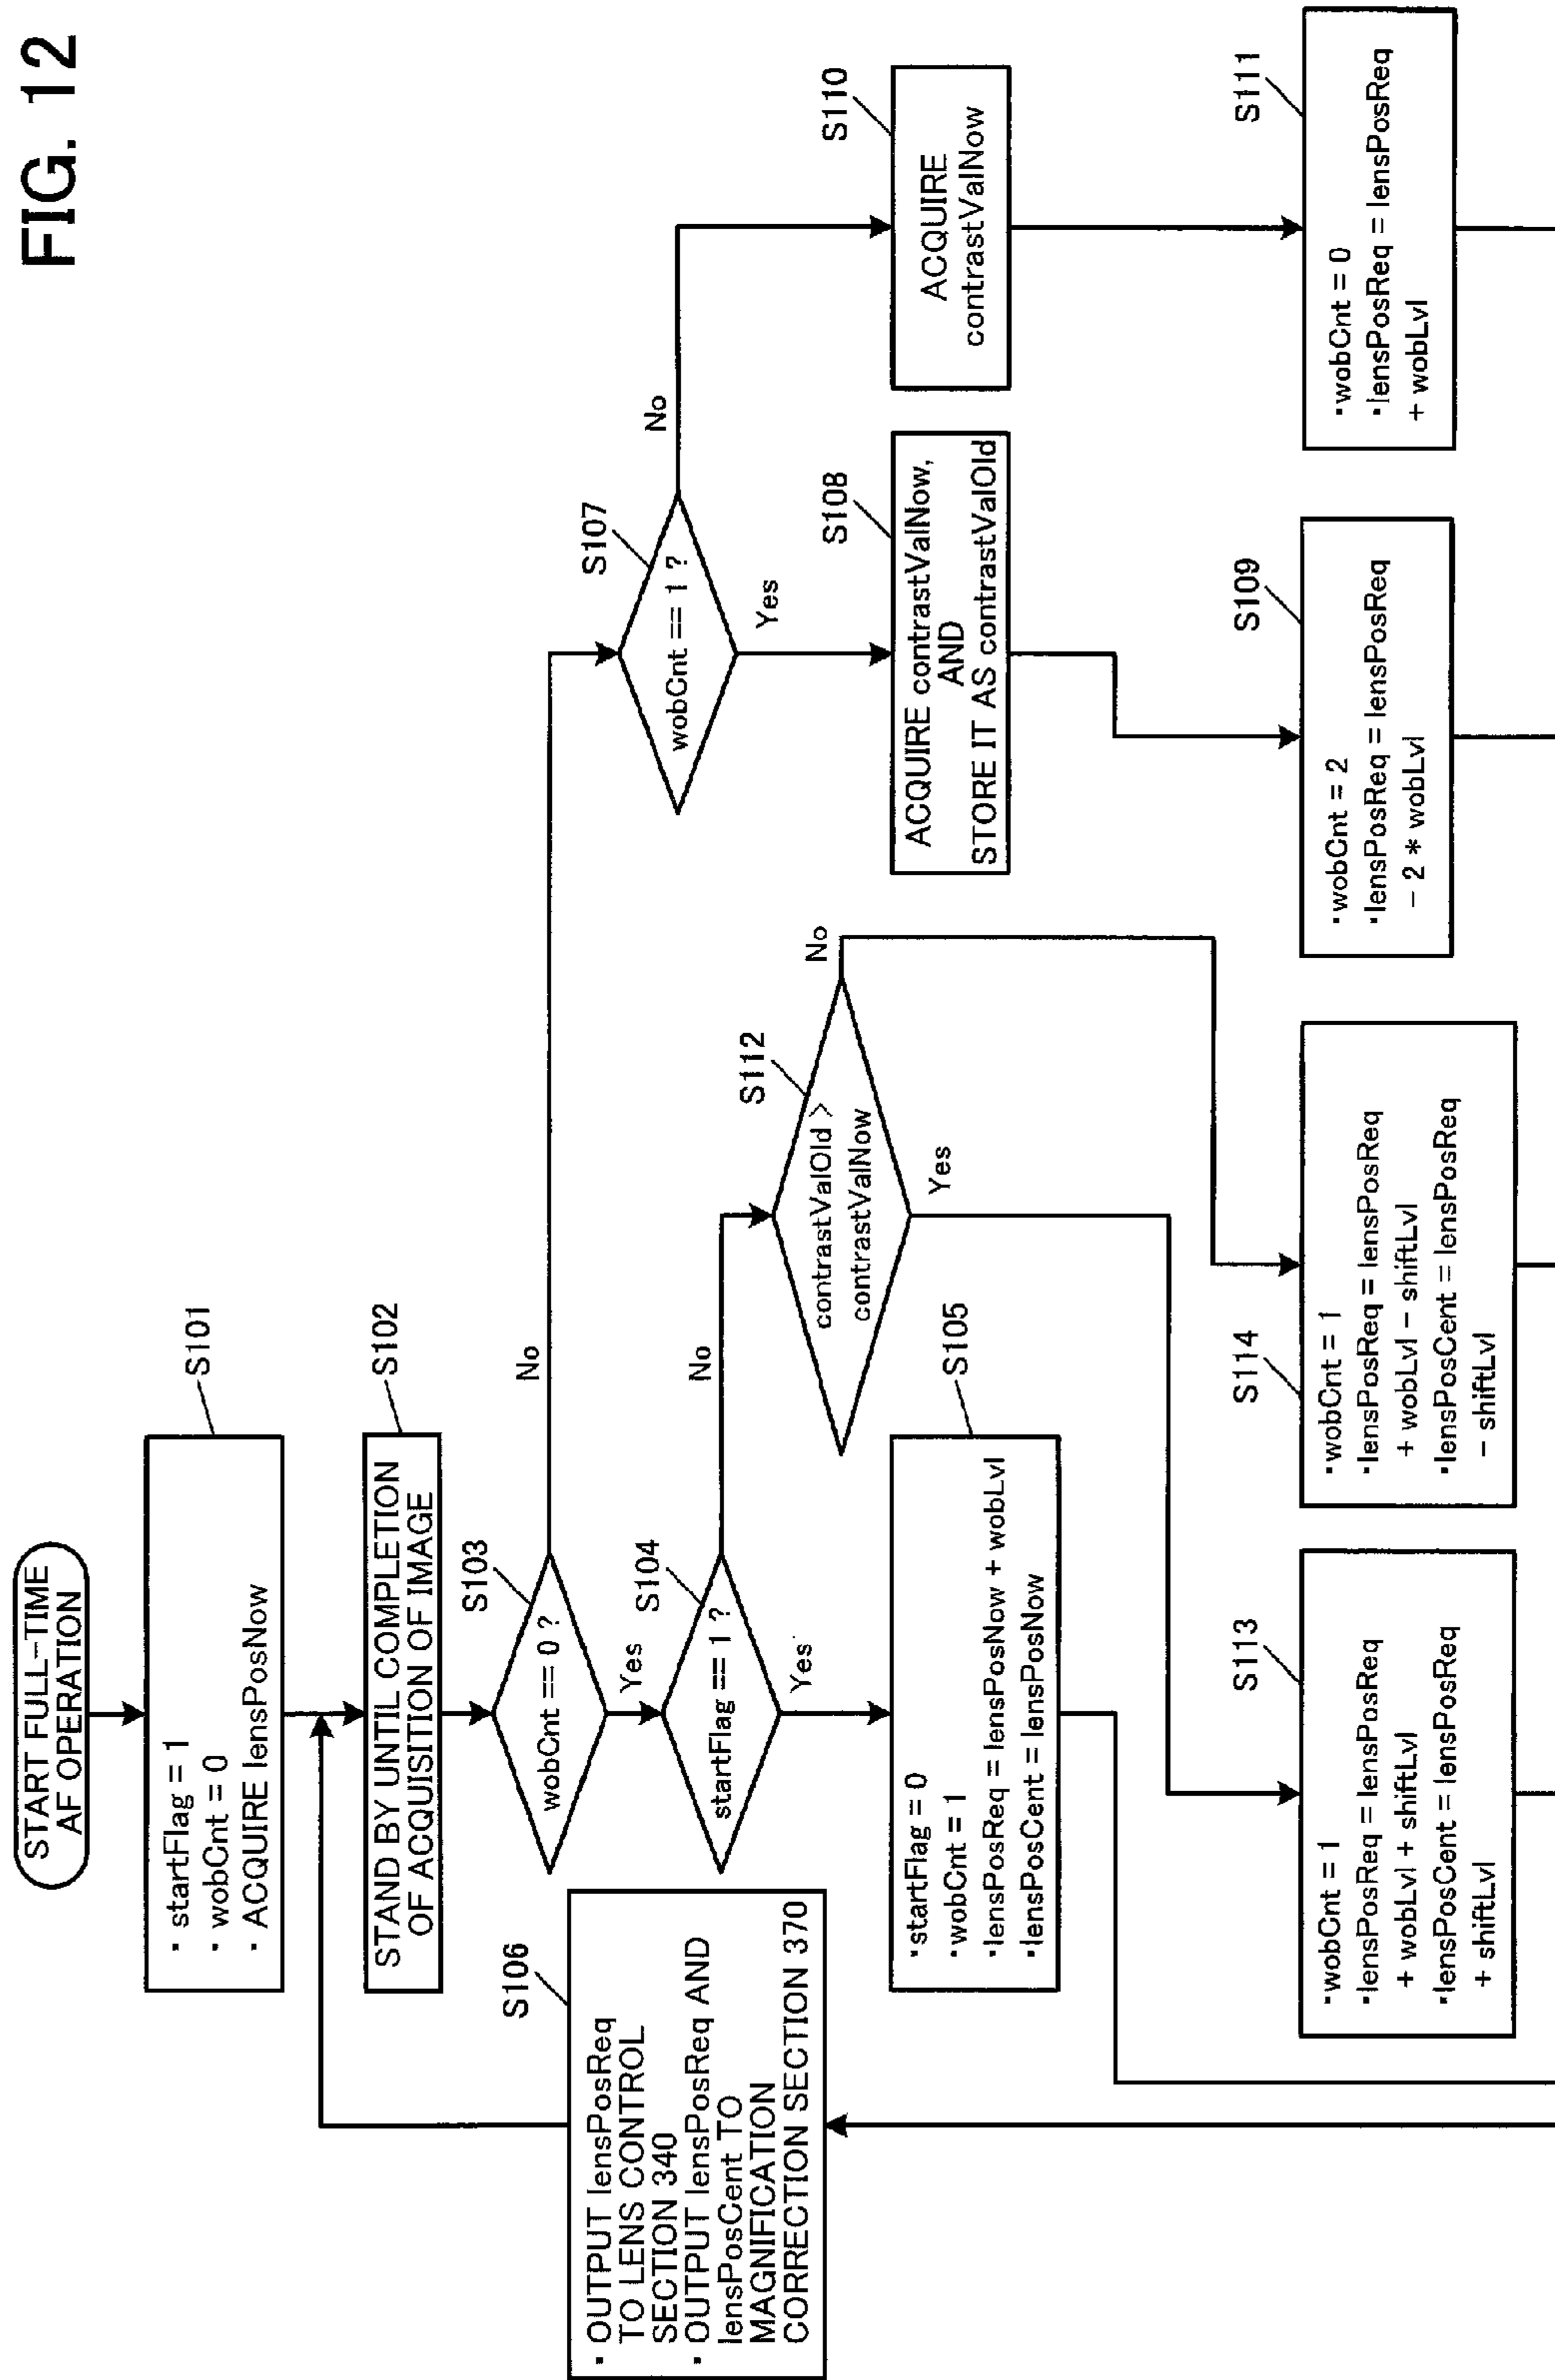 FIG. 12
START FULL-TIME
AF OPERATION
S101
・startFlag = 1
・wobCnt = 0
・ACQUIRE lensPosNow
S102
STAND BY UNTIL COMPLETION
OF ACQUISITION OF IMAGE
S103
wobCnt == 0 ?
No
Yes
S104
startFlag == 1 ?
No
Yes
S105
・startFlag = 0
・wobCnt = 1
・lensPosReq = lensPosNow + wobLvl
・lensPosCent = lensPosNow
S106
・OUTPUT lensPosReq
TO LENS CONTROL
SECTION 340
・OUTPUT lensPosReq AND
lensPosCent TO
MAGNIFICATION
CORRECTION SECTION 370
S107
wobCnt == 1 ?
No
Yes
S108
ACQUIRE contrastValNow,
AND
STORE IT AS contrastValOld
S109
・wobCnt = 2
・lensPosReq = lensPosReq
− 2 * wobLvl
S110
ACQUIRE
contrastValNow
S111
・wobCnt = 0
・lensPosReq = lensPosReq
+ wobLvl
S112
contrastValOld >
contrastValNow
No
Yes
S113
・wobCnt = 1
・lensPosReq = lensPosReq
+ wobLvl + shiftLvl
・lensPosCent = lensPosReq
+ shiftLvl
S114
・wobCnt = 1
・lensPosReq = lensPosReq
+ wobLvl − shiftLvl
・lensPosCent = lensPosReq
− shiftLvl